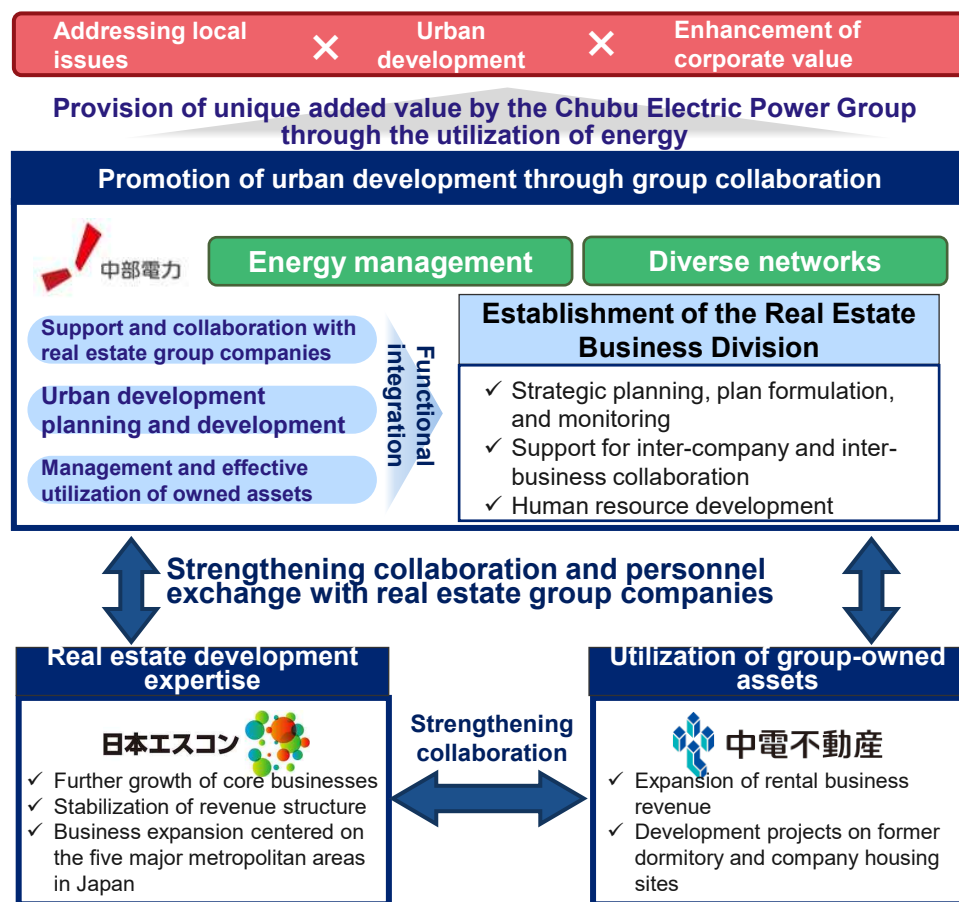 Addressing local
issues
×
Urban
development
×
Enhancement of
corporate value
Provision of unique added value by the Chubu Electric Power Group
through the utilization of energy
Promotion of urban development through group collaboration
中部電力
Energy management
Diverse networks
Support and collaboration with
real estate group companies
Urban development
planning and development
Management and effective
utilization of owned assets
Functional
integration
Establishment of the Real Estate
Business Division
✓ Strategic planning, plan formulation,
and monitoring
✓ Support for inter-company and inter-
business collaboration
✓ Human resource development
Strengthening collaboration and personnel
exchange with real estate group companies
Real estate development
expertise
日本エスコン
✓ Further growth of core businesses
✓ Stabilization of revenue structure
✓ Business expansion centered on
the five major metropolitan areas
in Japan
Strengthening
collaboration
Utilization of group-owned
assets
中電不動産
✓ Expansion of rental business
revenue
✓ Development projects on former
dormitory and company housing
sites